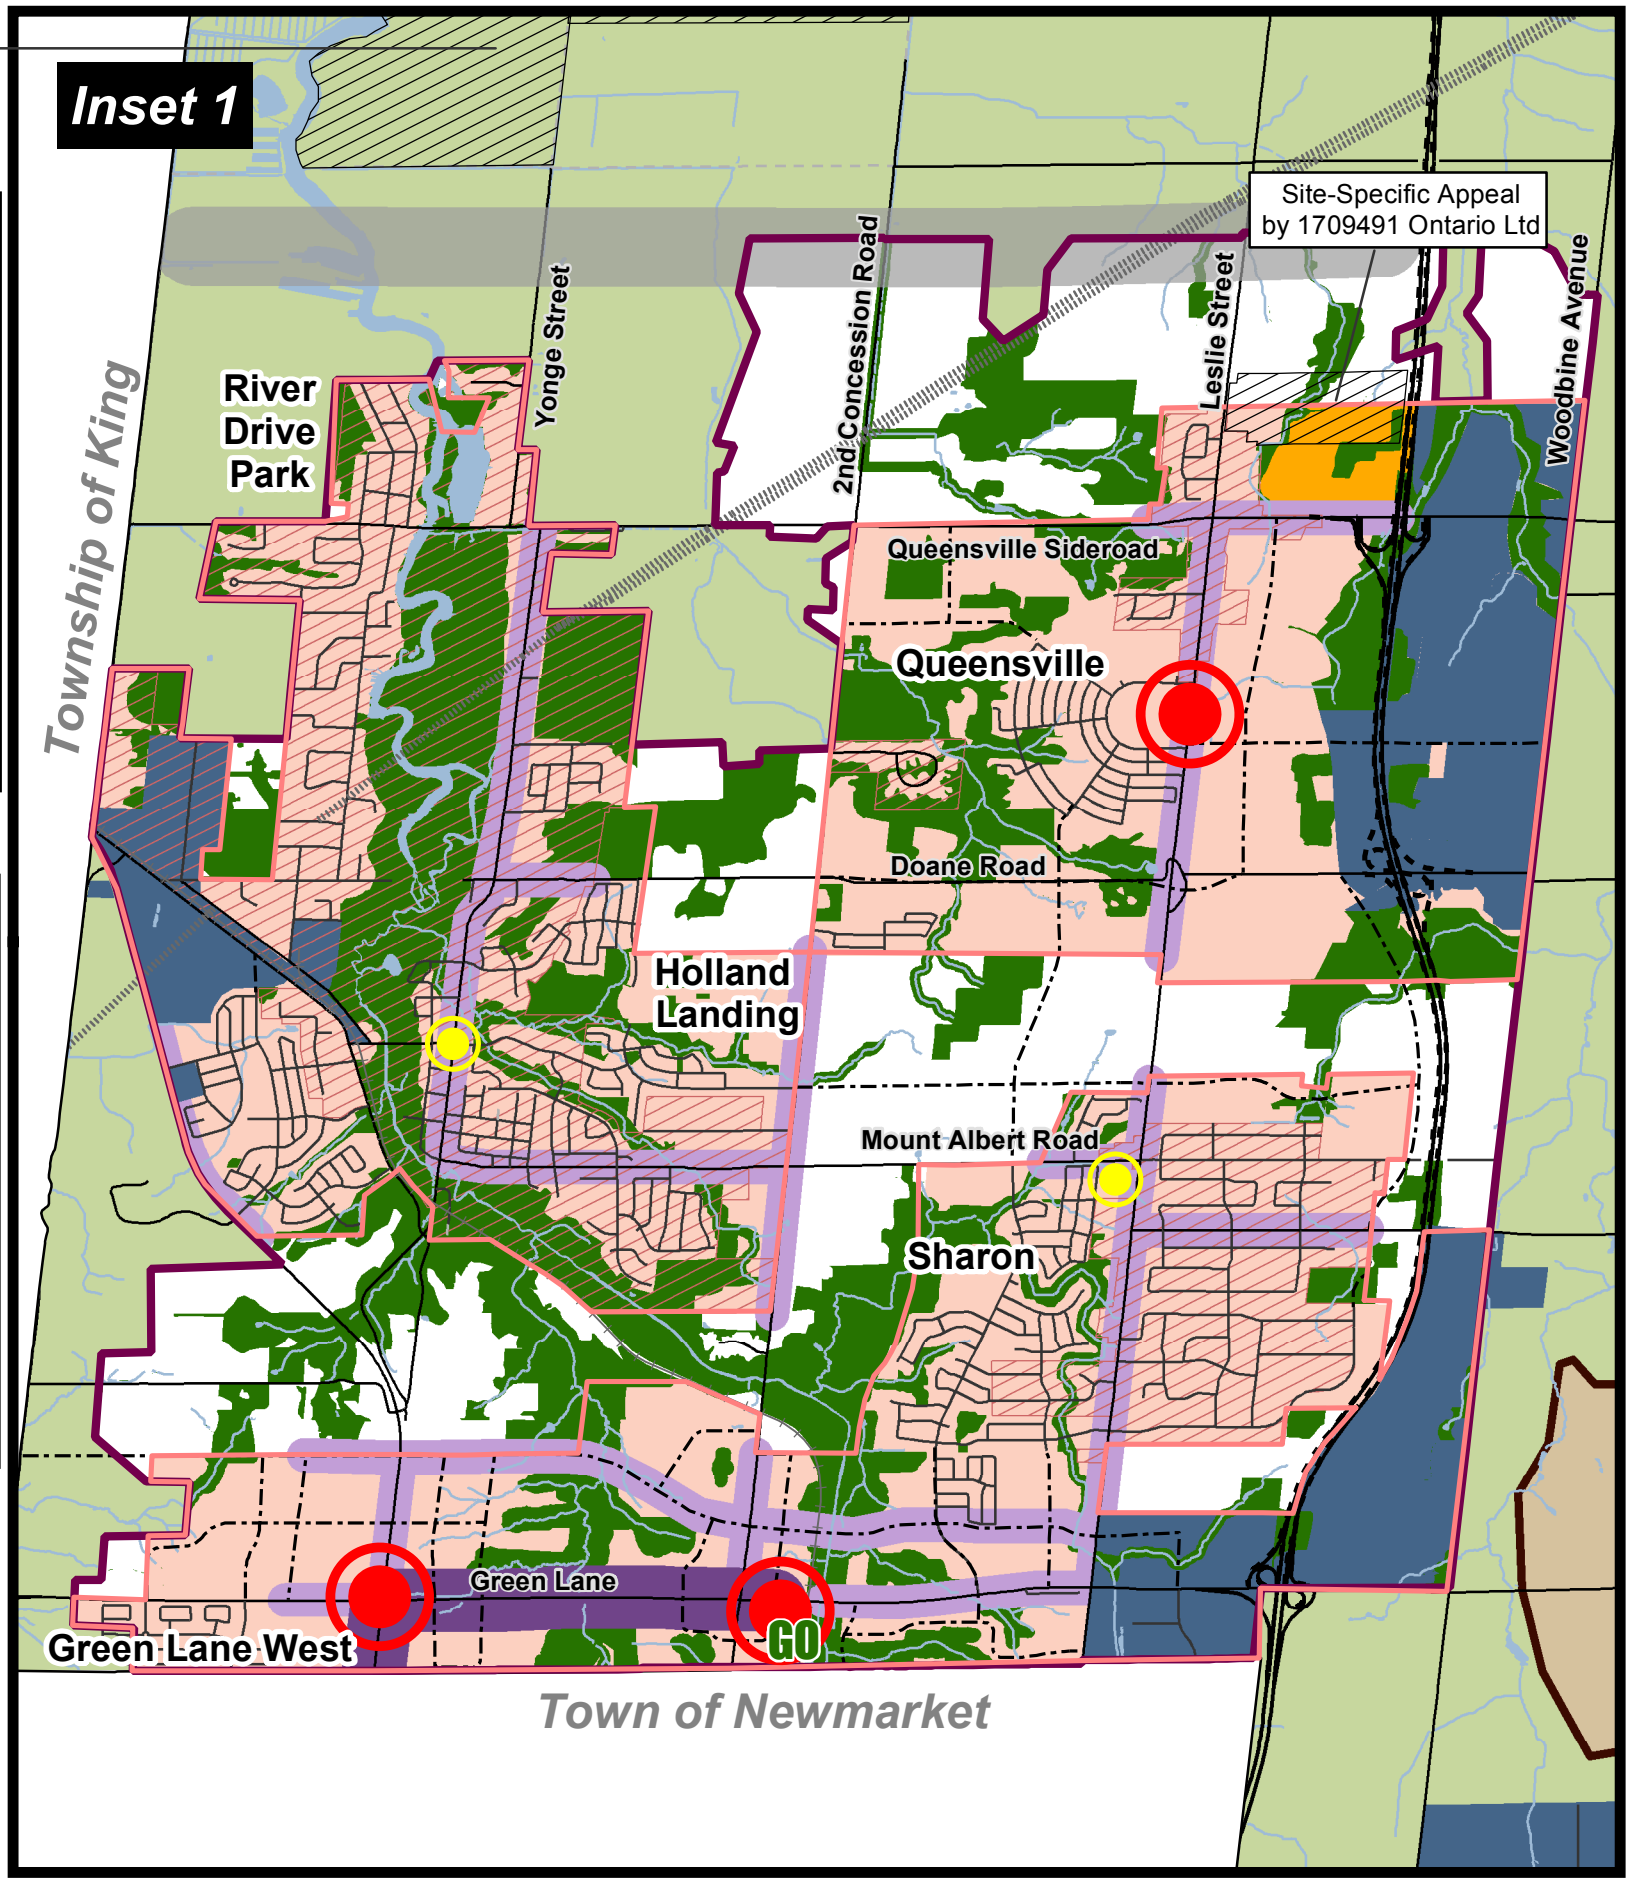 Inset 1
Site-Specific Appeal
by 1709491 Ontario Ltd
Township of King
River
Drive
Park
Yonge Street
2nd Concession Road
Leslie Street
Woodbine Avenue
Queensville Sideroad
Queensville
Doane Road
Holland
Landing
Mount Albert Road
Sharon
Green Lane
Green Lane West
GO
Town of Newmarket